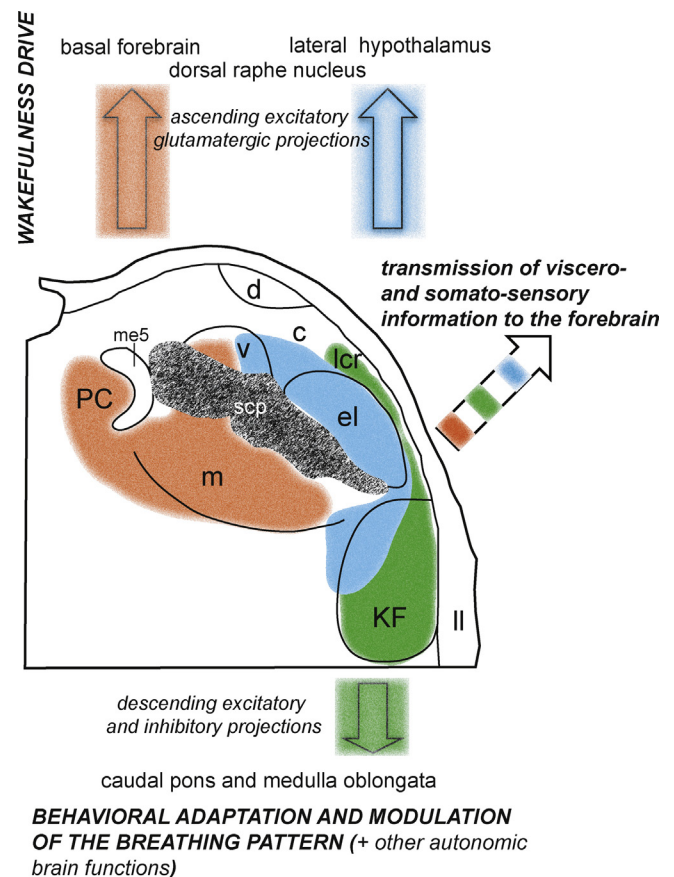 WAKEFULNESS DRIVE
basal forebrain
lateral hypothalamus
dorsal raphe nucleus
ascending excitatory
glutamatergic projections
transmission of viscero-
and somato-sensory
information to the forebrain
d
me5
v
c
lcr
PC
scp
el
m
KF
ll
descending excitatory
and inhibitory projections
caudal pons and medulla oblongata
BEHAVIORAL ADAPTATION AND MODULATION
OF THE BREATHING PATTERN (+ other autonomic
brain functions)